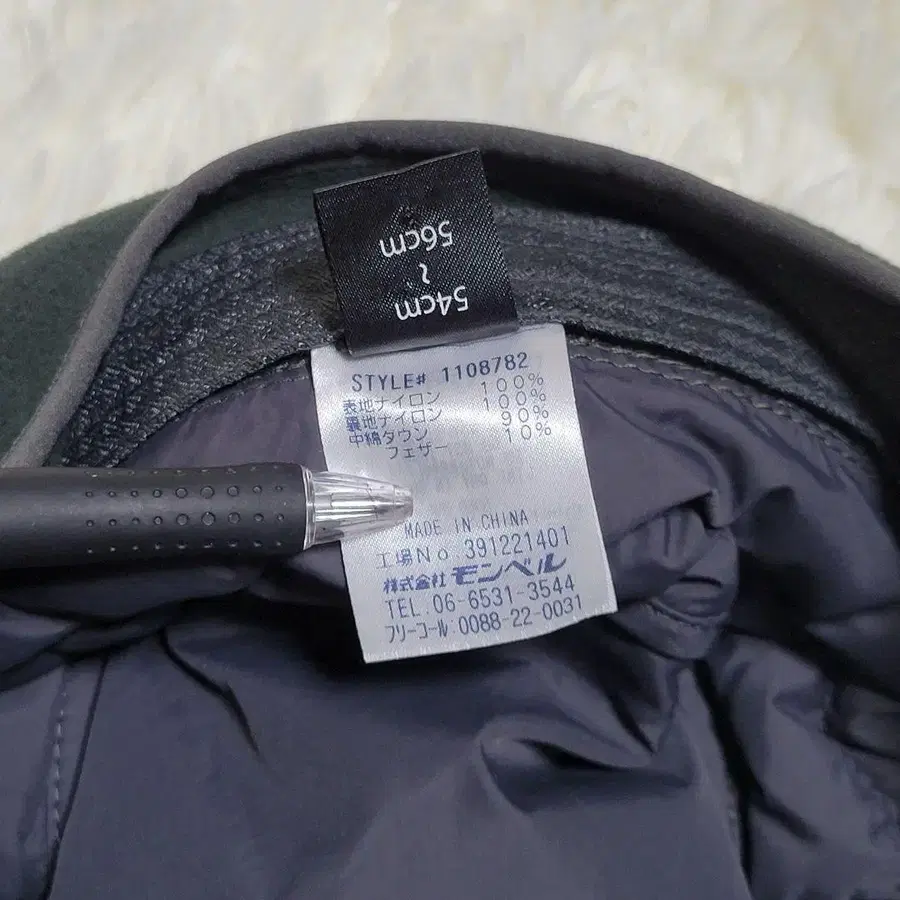 54cm
~
56cm
STYLE# 1108782
表地ナイロン 100%
裏地ナイロン 100%
中綿ダウン 90%
フェザー 10%
MADE IN CHINA
工場No. 391221401
株式会社 モンベル
TEL.06-6531-3544
フリーコール:0088-22-0031